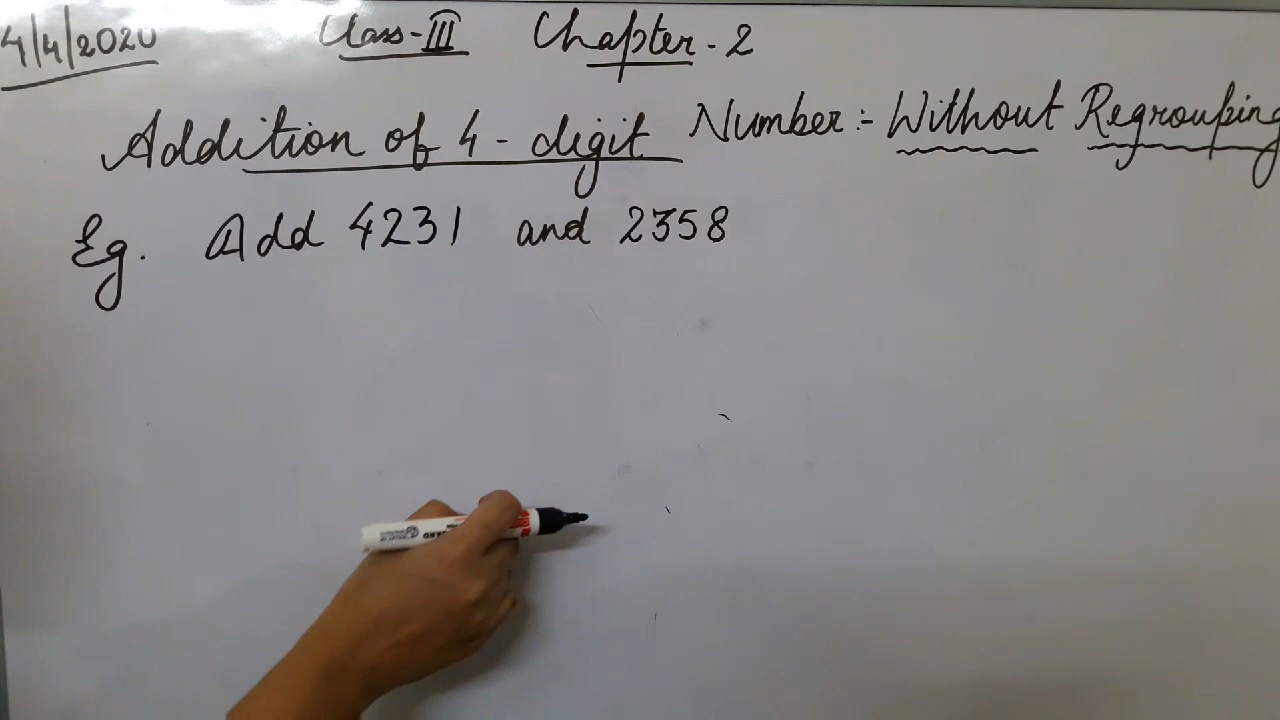 4/4/2020 Class-III Chapter-2
Addition of 4-digit Number:- Without Regrouping
Eg. Add 4231 and 2358